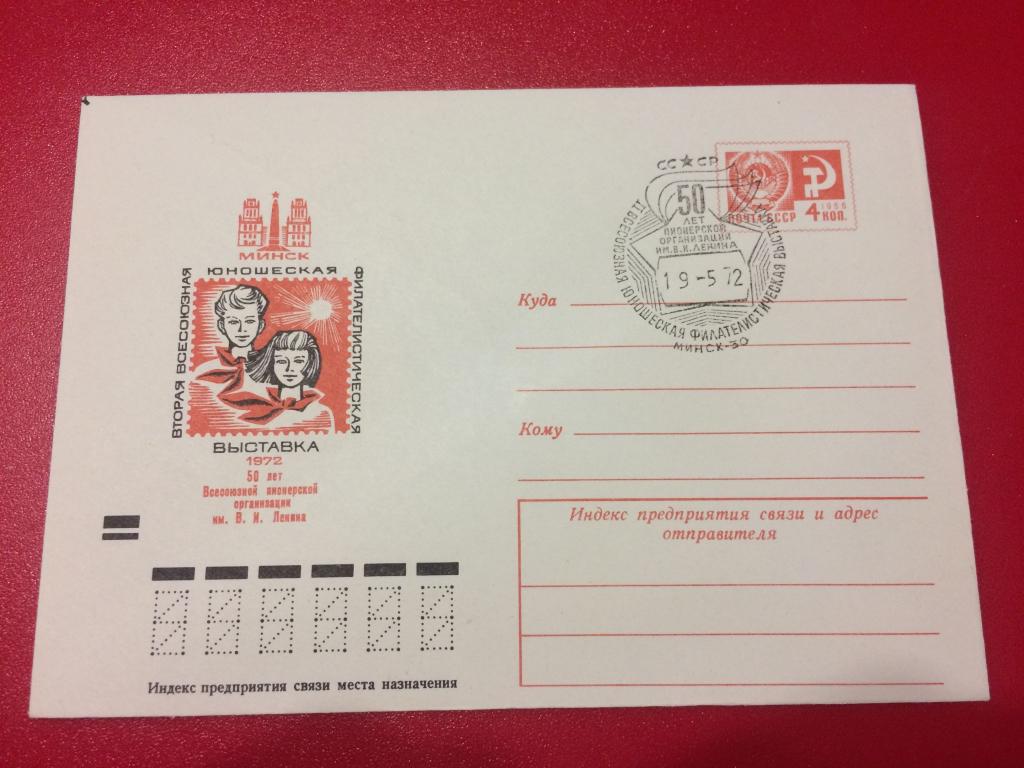 МИНСК
ВТОРАЯ ВСЕСОЮЗНАЯ
ЮНОШЕСКАЯ
ФИЛАТЕЛИСТИЧЕСКАЯ
ВЫСТАВКА
1972
50 лет
Всесоюзной пионерской
организации
им. В. И. Ленина
СССР
50
ЛЕТ
ПИОНЕРСКОЙ
ОРГАНИЗАЦИИ
ИМ. В.И. ЛЕНИНА
19-5 72
II ВСЕСОЮЗНАЯ ЮНОШЕСКАЯ ФИЛАТЕЛИСТИЧЕСКАЯ ВЫСТАВКА
МИНСК-30
1966
ПОЧТА СССР 4 КОП.
Куда
Кому
Индекс предприятия связи и адрес
отправителя
Индекс предприятия связи места назначения